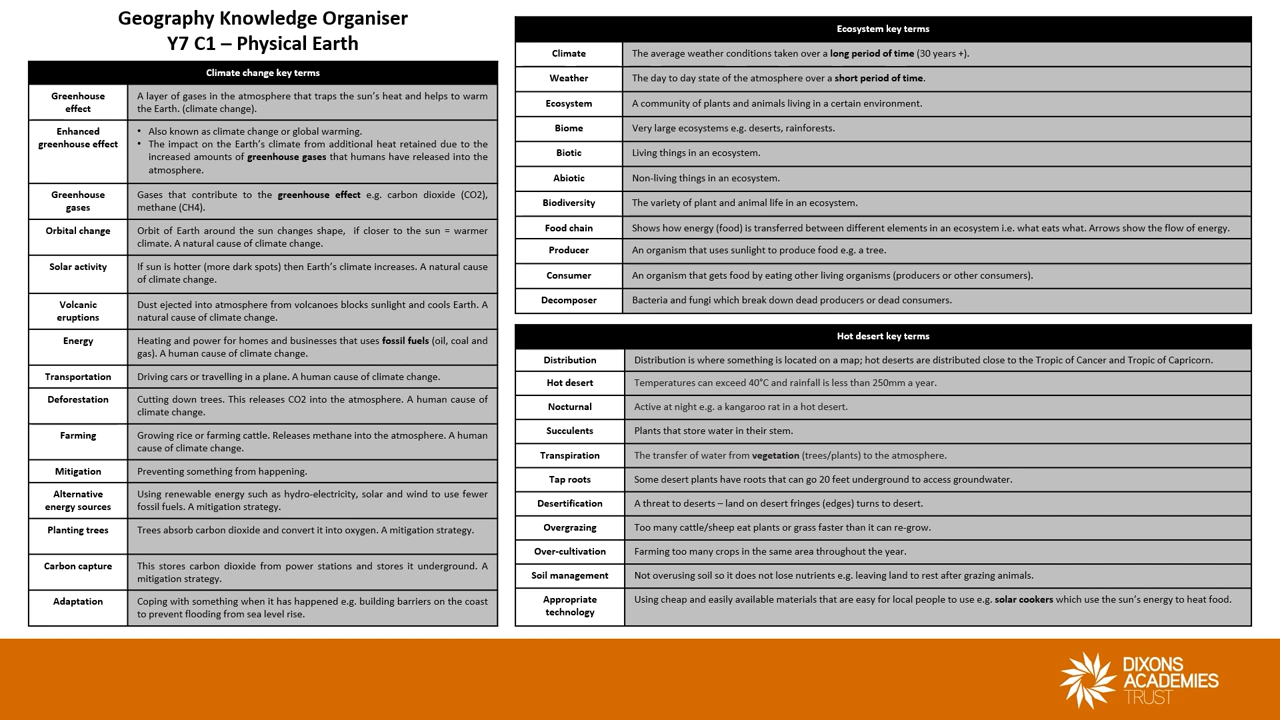 Geography Knowledge Organiser
Y7 C1 – Physical Earth
Climate change key terms
Greenhouse effect
A layer of gases in the atmosphere that traps the sun's heat and helps to warm
the Earth. (climate change).
Enhanced greenhouse effect
• Also known as climate change or global warming.
• The impact on the Earth's climate from additional heat retained due to the
increased amounts of greenhouse gases that humans have released into the
atmosphere.
Greenhouse gases
Gases that contribute to the greenhouse effect e.g. carbon dioxide (CO2),
methane (CH4).
Orbital change
Orbit of Earth around the sun changes shape, if closer to the sun = warmer
climate. A natural cause of climate change.
Solar activity
If sun is hotter (more dark spots) then Earth's climate increases. A natural cause
of climate change.
Volcanic eruptions
Dust ejected into atmosphere from volcanoes blocks sunlight and cools Earth. A
natural cause of climate change.
Energy
Heating and power for homes and businesses that uses fossil fuels (oil, coal and
gas). A human cause of climate change.
Transportation
Driving cars or travelling in a plane. A human cause of climate change.
Deforestation
Cutting down trees. This releases CO2 into the atmosphere. A human cause of
climate change.
Farming
Growing rice or farming cattle. Releases methane into the atmosphere. A human
cause of climate change.
Mitigation
Preventing something from happening.
Alternative energy sources
Using renewable energy such as hydro-electricity, solar and wind to use fewer
fossil fuels. A mitigation strategy.
Planting trees
Trees absorb carbon dioxide and convert it into oxygen. A mitigation strategy.
Carbon capture
This stores carbon dioxide from power stations and stores it underground. A
mitigation strategy.
Adaptation
Coping with something when it has happened e.g. building barriers on the coast
to prevent flooding from sea level rise.
Ecosystem key terms
Climate
The average weather conditions taken over a long period of time (30 years +).
Weather
The day to day state of the atmosphere over a short period of time.
Ecosystem
A community of plants and animals living in a certain environment.
Biome
Very large ecosystems e.g. deserts, rainforests.
Biotic
Living things in an ecosystem.
Abiotic
Non-living things in an ecosystem.
Biodiversity
The variety of plant and animal life in an ecosystem.
Food chain
Shows how energy (food) is transferred between different elements in an ecosystem i.e. what eats what. Arrows show the flow of energy.
Producer
An organism that uses sunlight to produce food e.g. a tree.
Consumer
An organism that gets food by eating other living organisms (producers or other consumers).
Decomposer
Bacteria and fungi which break down dead producers or dead consumers.
Hot desert key terms
Distribution
Distribution is where something is located on a map; hot deserts are distributed close to the Tropic of Cancer and Tropic of Capricorn.
Hot desert
Temperatures can exceed 40°C and rainfall is less than 250mm a year.
Nocturnal
Active at night e.g. a kangaroo rat in a hot desert.
Succulents
Plants that store water in their stem.
Transpiration
The transfer of water from vegetation (trees/plants) to the atmosphere.
Tap roots
Some desert plants have roots that can go 20 feet underground to access groundwater.
Desertification
A threat to deserts – land on desert fringes (edges) turns to desert.
Overgrazing
Too many cattle/sheep eat plants or grass faster than it can re-grow.
Over-cultivation
Farming too many crops in the same area throughout the year.
Soil management
Not overusing soil so it does not lose nutrients e.g. leaving land to rest after grazing animals.
Appropriate technology
Using cheap and easily available materials that are easy for local people to use e.g. solar cookers which use the sun's energy to heat food.
DIXONS
ACADEMIES
TRUST